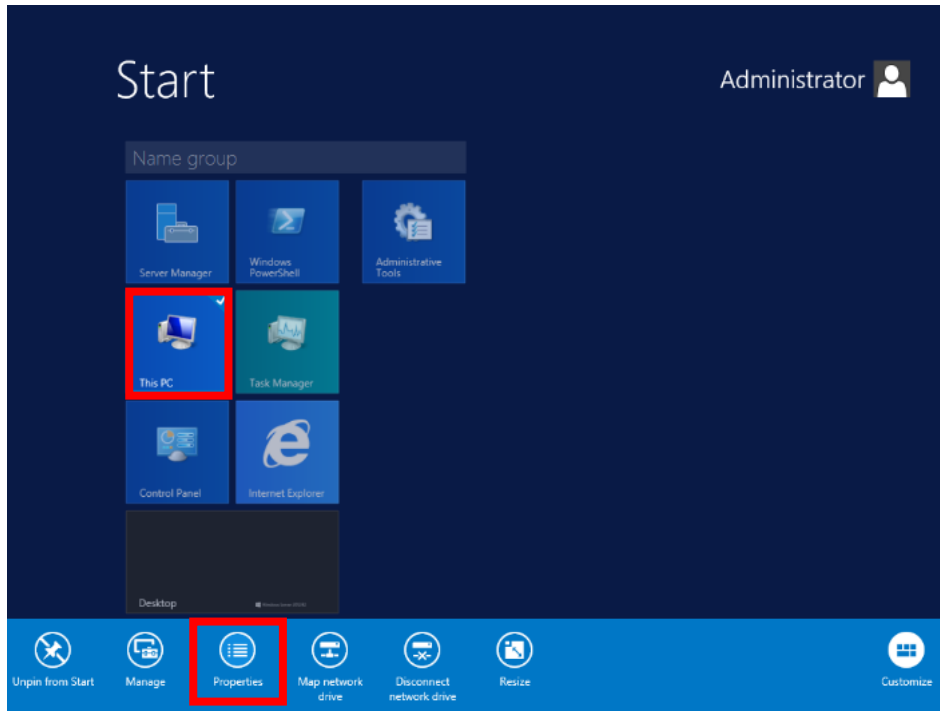 Start
Administrator
Name group
Server Manager
Windows
PowerShell
Administrative
Tools
This PC
Task Manager
Control Panel
Internet Explorer
Desktop
Unpin from Start
Manage
Properties
Map network
drive
Disconnect
network drive
Resize
Customize